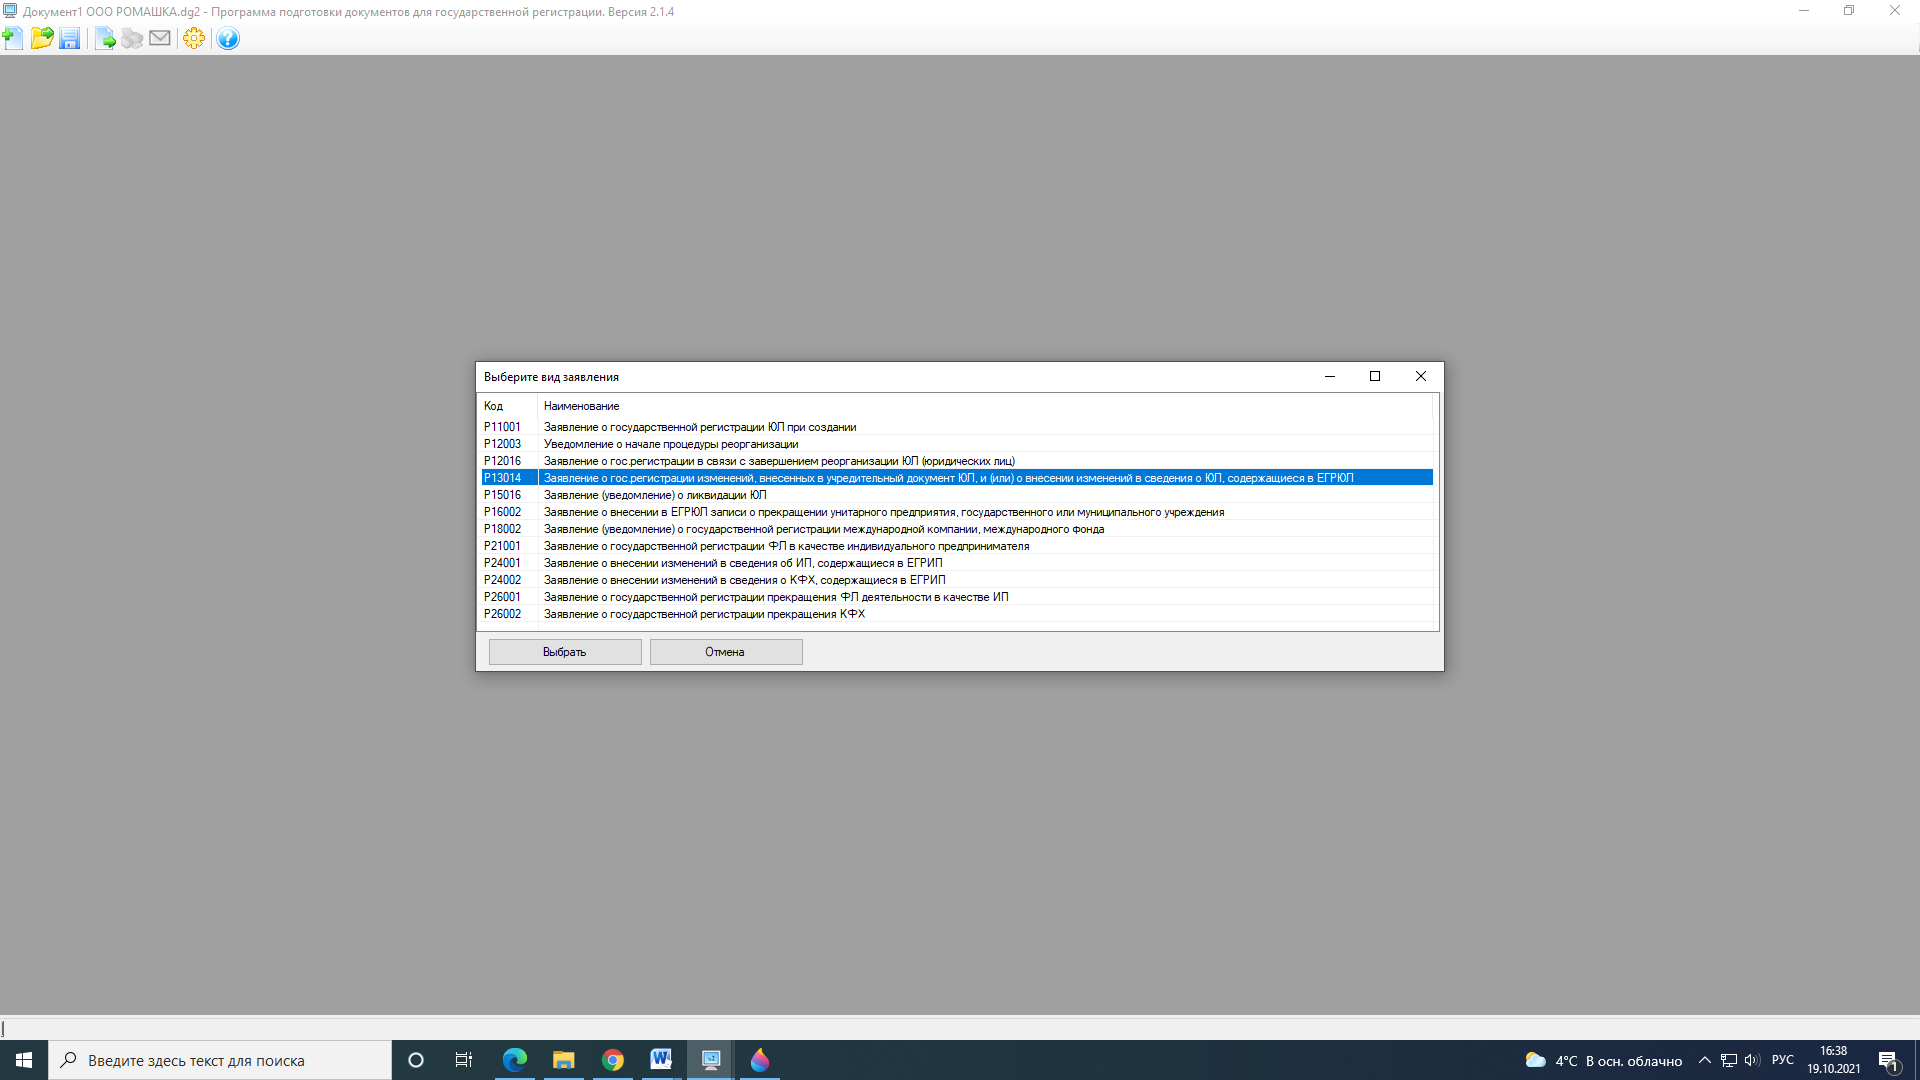 Документ1 ООО РОМАШКА.dg2 - Программа подготовки документов для государственной регистрации. Версия 2.1.4
Выберите вид заявления
Код Наименование
Р11001 Заявление о государственной регистрации ЮЛ при создании
Р12003 Уведомление о начале процедуры реорганизации
Р12016 Заявление о гос.регистрации в связи с завершением реорганизации ЮЛ (юридических лиц)
Р13014 Заявление о гос.регистрации изменений, внесенных в учредительный документ ЮЛ, и (или) о внесении изменений в сведения о ЮЛ, содержащиеся в ЕГРЮЛ
Р15016 Заявление (уведомление) о ликвидации ЮЛ
Р16002 Заявление о внесении в ЕГРЮЛ записи о прекращении унитарного предприятия, государственного или муниципального учреждения
Р18002 Заявление (уведомление) о государственной регистрации международной компании, международного фонда
Р21001 Заявление о государственной регистрации ФЛ в качестве индивидуального предпринимателя
Р24001 Заявление о внесении изменений в сведения об ИП, содержащиеся в ЕГРИП
Р24002 Заявление о внесении изменений в сведения о КФХ, содержащиеся в ЕГРИП
Р26001 Заявление о государственной регистрации прекращения ФЛ деятельности в качестве ИП
Р26002 Заявление о государственной регистрации прекращения КФХ
Выбрать Отмена
Введите здесь текст для поиска
4°C В осн. облачно
РУС
16:38
19.10.2021
1